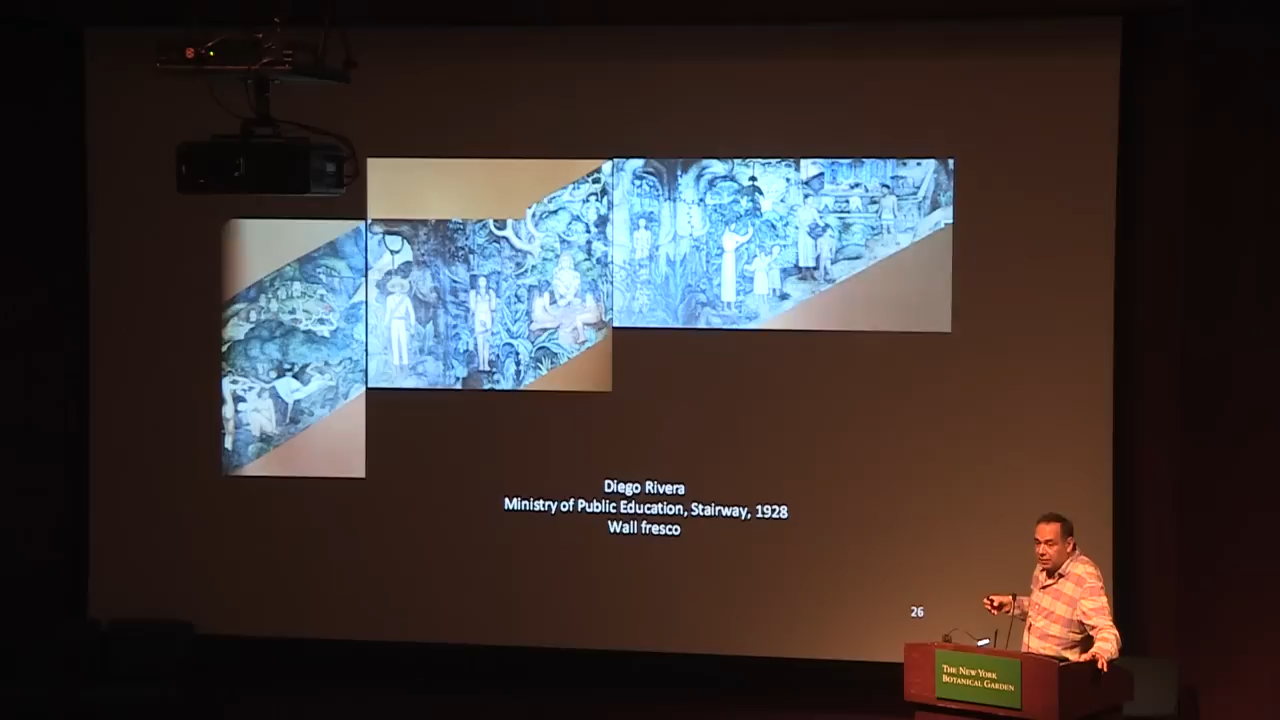 Diego Rivera
Ministry of Public Education, Stairway, 1928
Wall fresco
26
THE NEW YORK
BOTANICAL GARDEN